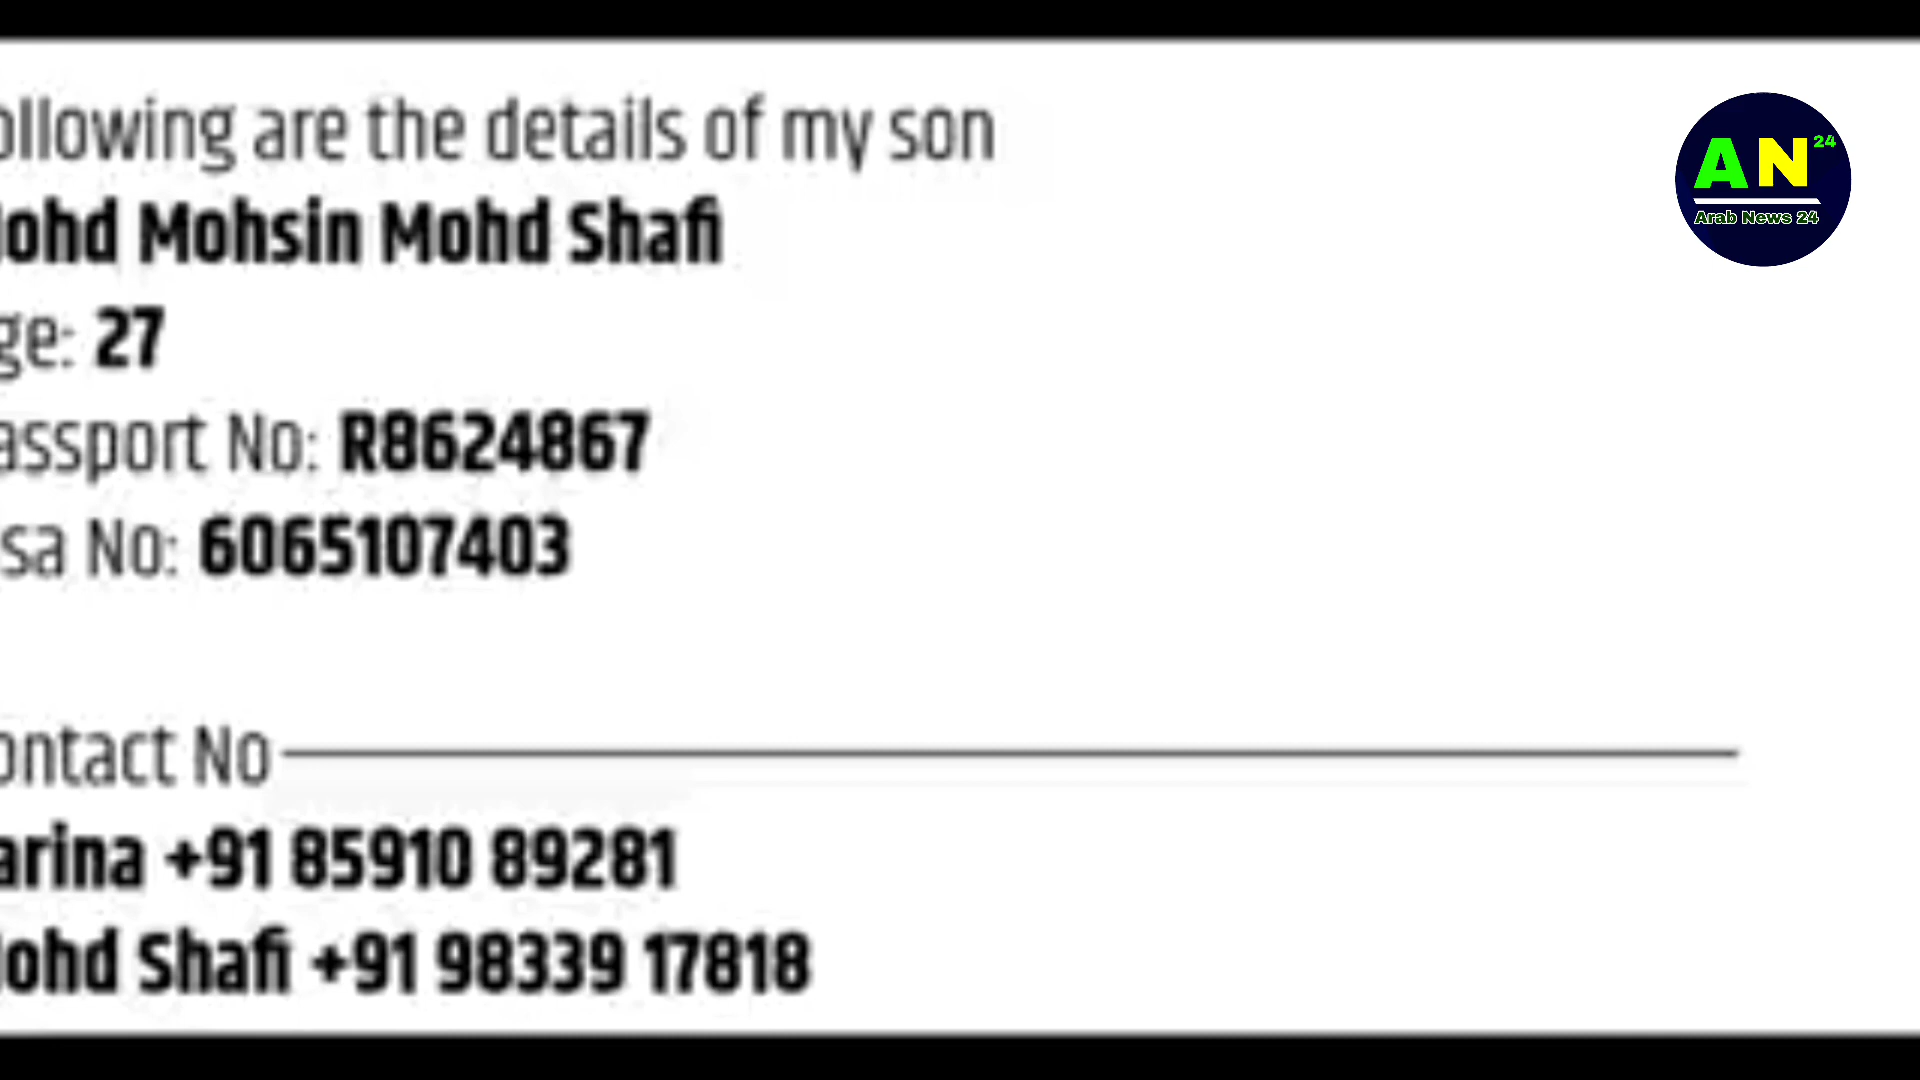 ollowing are the details of my son
ohd Mohsin Mohd Shafi
ge: 27
assport No: R8624867
sa No: 6065107403
ontact No
arina +91 85910 89281
ohd Shafi +91 98339 17818
AN 24
Arab News 24